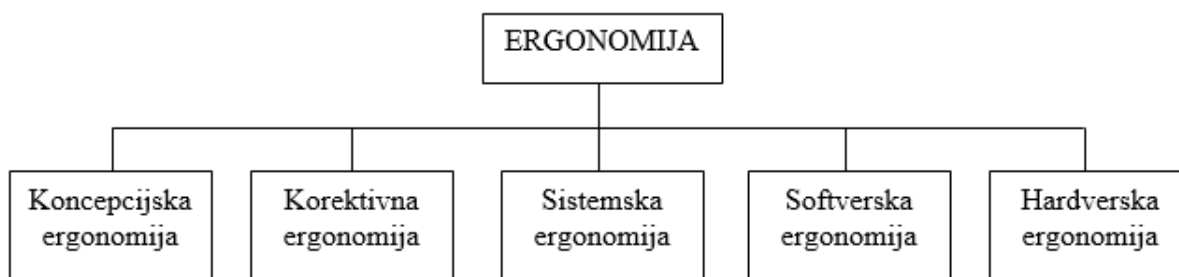 ERGONOMIJA
Koncepcijska
ergonomija
Korektivna
ergonomija
Sistemska
ergonomija
Softverska
ergonomija
Hardverska
ergonomija